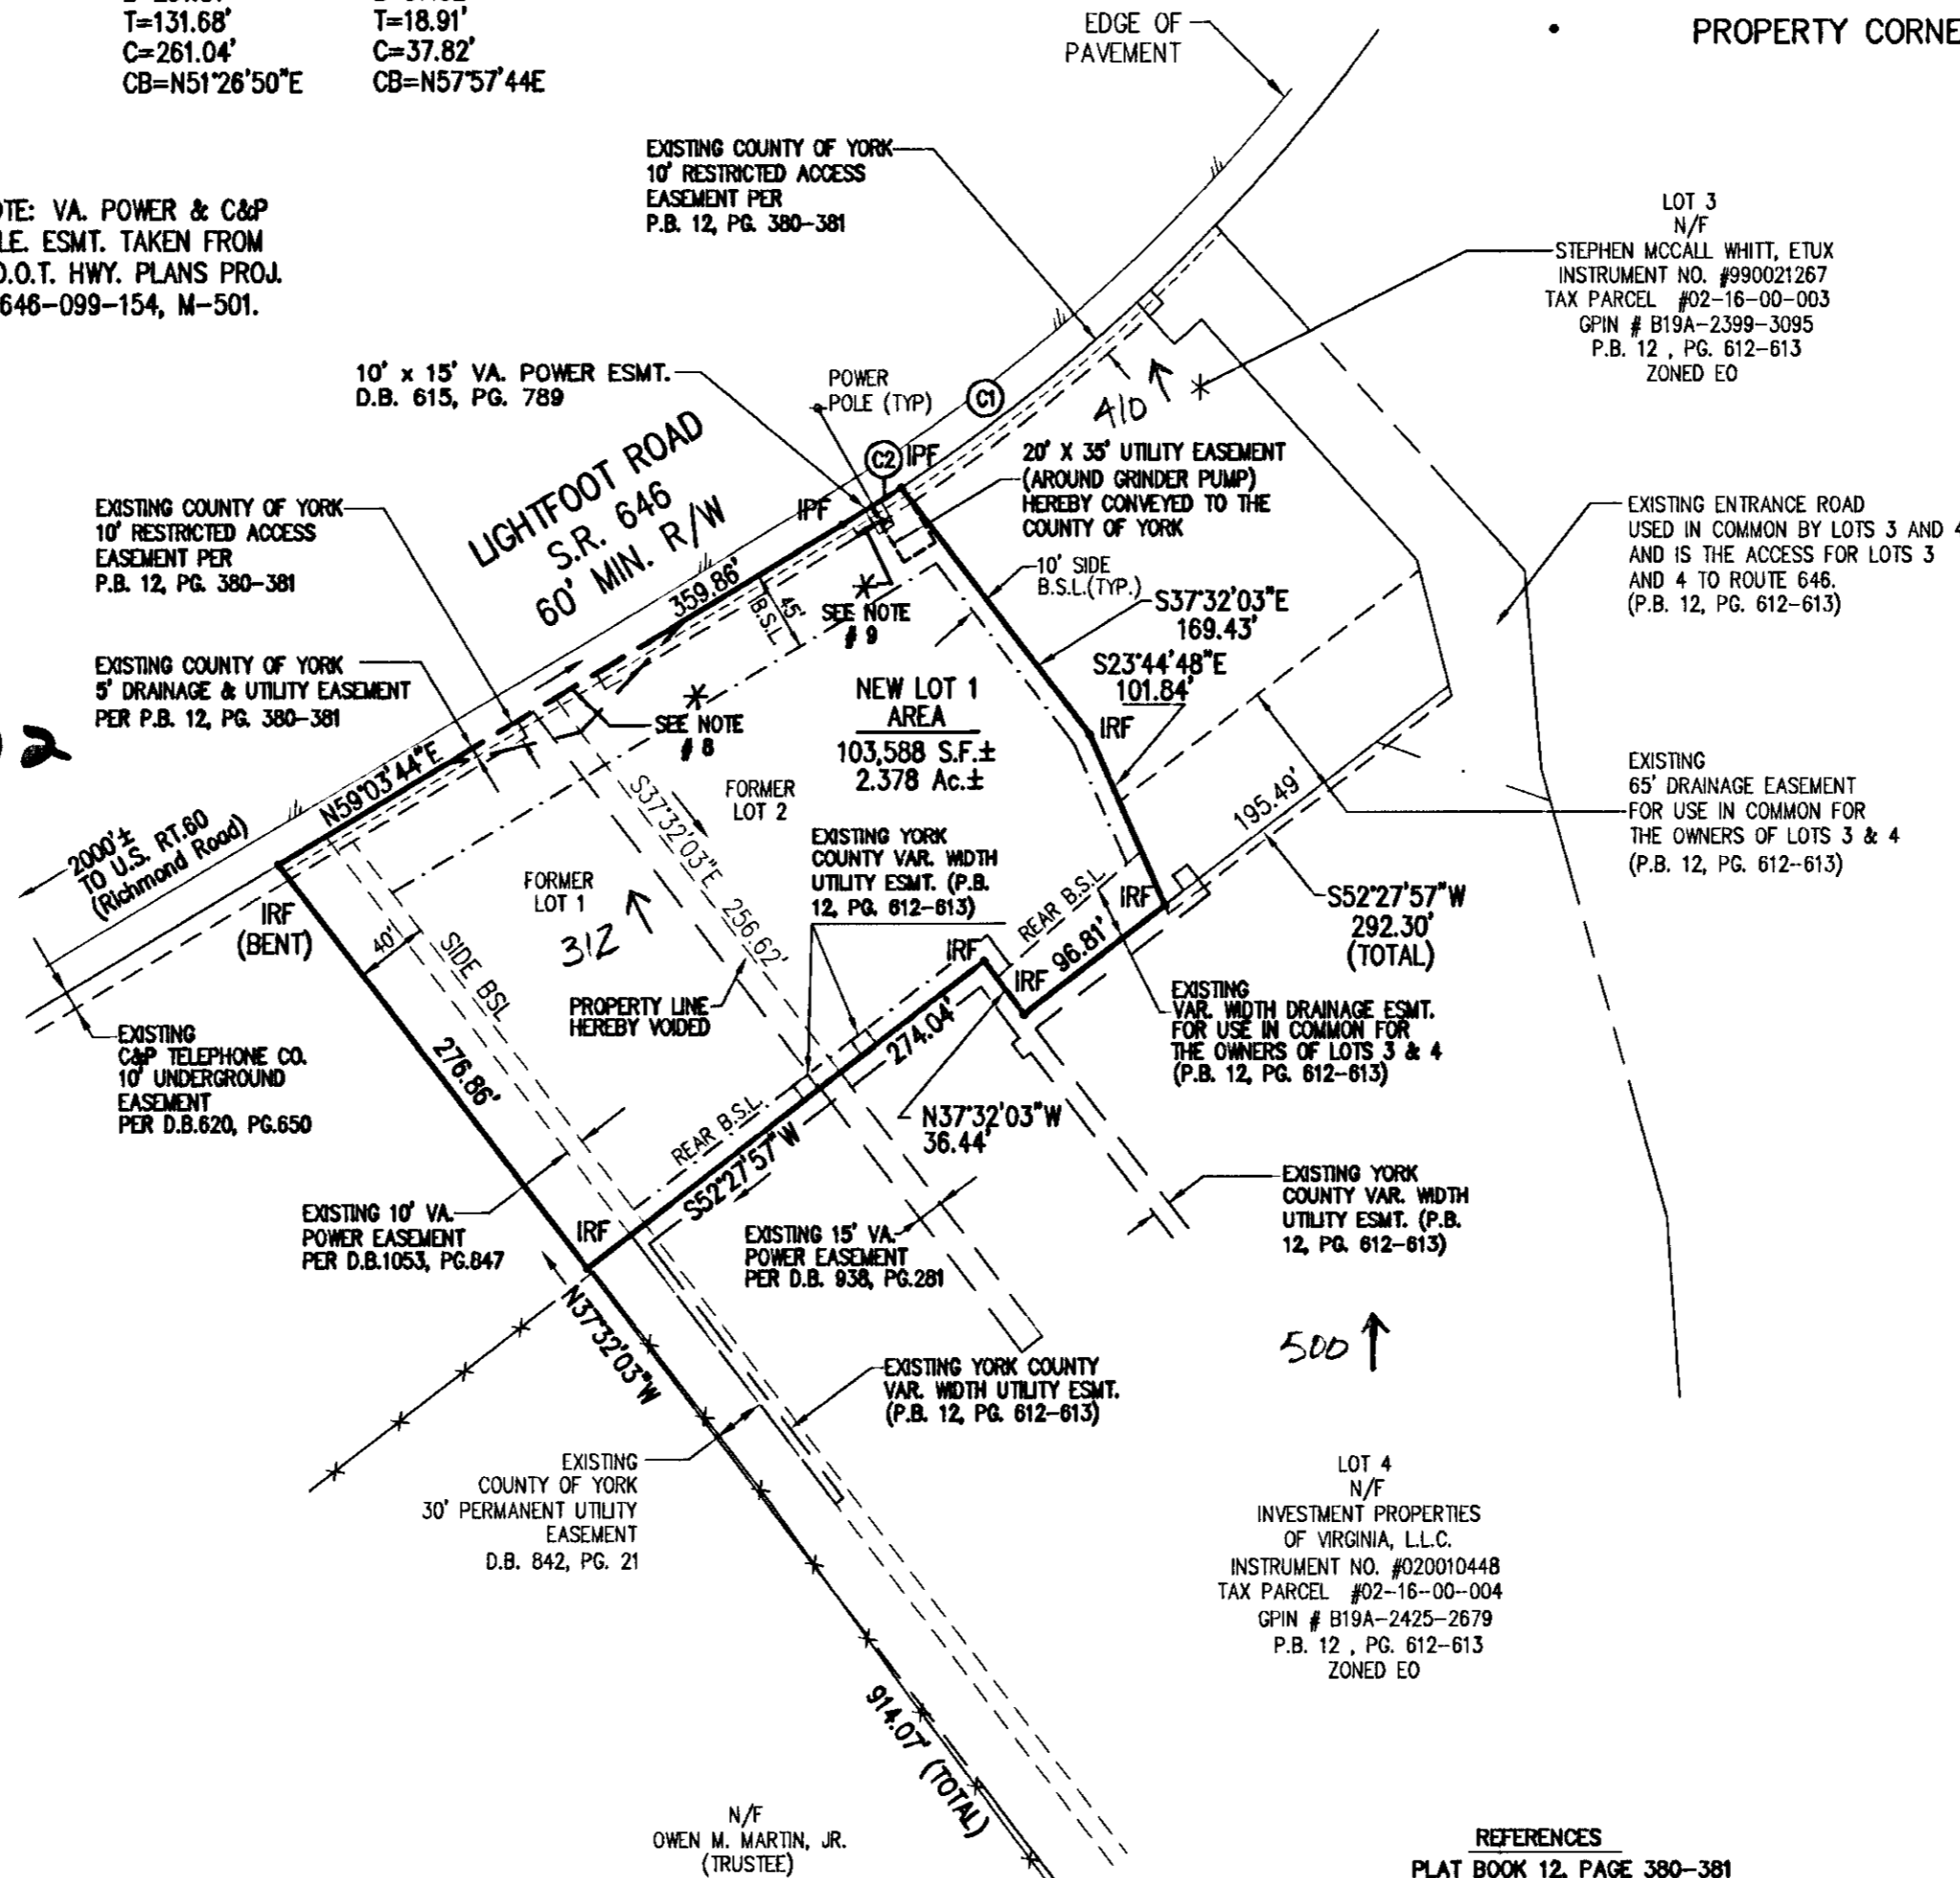 T=131.68'
C=261.04'
CB=N51°26'50"E
T=18.91'
C=37.82'
CB=N57°57'44E
EDGE OF
PAVEMENT
PROPERTY CORNE
EXISTING COUNTY OF YORK
10' RESTRICTED ACCESS
EASEMENT PER
P.B. 12, PG. 380-381
OTE: VA. POWER & C&P
LE. ESMT. TAKEN FROM
D.O.T. HWY. PLANS PROJ.
646-099-154, M-501.
LOT 3
N/F
STEPHEN MCCALL WHITT, ETUX
INSTRUMENT NO. #990021267
TAX PARCEL #02-16-00-003
GPIN # B19A-2399-3095
P.B. 12 , PG. 612-613
ZONED EO
10' x 15' VA. POWER ESMT.
D.B. 615, PG. 789
POWER
POLE (TYP)
C1
410
C2
IPF
IPF
20' X 35' UTILITY EASEMENT
(AROUND GRINDER PUMP)
HEREBY CONVEYED TO THE
COUNTY OF YORK
LIGHTFOOT ROAD
S.R. 646
60' MIN. R/W
EXISTING COUNTY OF YORK
10' RESTRICTED ACCESS
EASEMENT PER
P.B. 12, PG. 380-381
EXISTING ENTRANCE ROAD
USED IN COMMON BY LOTS 3 AND 4
AND IS THE ACCESS FOR LOTS 3
AND 4 TO ROUTE 646.
(P.B. 12, PG. 612-613)
10' SIDE
B.S.L.(TYP.)
S37°32'03"E
169.43'
359.86'
45'
B.S.L.
SEE NOTE
# 9
S23°44'48"E
101.84'
EXISTING COUNTY OF YORK
5' DRAINAGE & UTILITY EASEMENT
PER P.B. 12, PG. 380-381
SEE NOTE
# 8
NEW LOT 1
AREA
103,588 S.F.±
2.378 Ac.±
IRF
2
N59°03'44"E
FORMER
LOT 2
S37°32'03"E 256.62'
195.49'
EXISTING
65' DRAINAGE EASEMENT
FOR USE IN COMMON FOR
THE OWNERS OF LOTS 3 & 4
(P.B. 12, PG. 612-613)
2000'±
TO U.S. RT.60
(Richmond Road)
EXISTING YORK
COUNTY VAR. WIDTH
UTILITY ESMT. (P.B.
12, PG. 612-613)
FORMER
LOT 1
312
IRF
(BENT)
40'
SIDE BSL
REAR B.S.L.
IRF
96.81'
IRF
IRF
S52°27'57"W
292.30'
(TOTAL)
PROPERTY LINE
HEREBY VOIDED
EXISTING
VAR. WIDTH DRAINAGE ESMT.
FOR USE IN COMMON FOR
THE OWNERS OF LOTS 3 & 4
(P.B. 12, PG. 612-613)
EXISTING
C&P TELEPHONE CO.
10' UNDERGROUND
EASEMENT
PER D.B.620, PG.650
276.86'
274.04'
REAR B.S.L.
S52°27'57"W
N37°32'03"W
36.44'
EXISTING YORK
COUNTY VAR. WIDTH
UTILITY ESMT. (P.B.
12, PG. 612-613)
EXISTING 10' VA.
POWER EASEMENT
PER D.B.1053, PG.847
IRF
EXISTING 15' VA.
POWER EASEMENT
PER D.B. 938, PG.281
N37°32'03"W
500
EXISTING YORK COUNTY
VAR. WIDTH UTILITY ESMT.
(P.B. 12, PG. 612-613)
EXISTING
COUNTY OF YORK
30' PERMANENT UTILITY
EASEMENT
D.B. 842, PG. 21
LOT 4
N/F
INVESTMENT PROPERTIES
OF VIRGINIA, L.L.C.
INSTRUMENT NO. #020010448
TAX PARCEL #02-16-00-004
GPIN # B19A-2425-2679
P.B. 12 , PG. 612-613
ZONED EO
914.07' (TOTAL)
N/F
OWEN M. MARTIN, JR.
(TRUSTEE)
REFERENCES
PLAT BOOK 12, PAGE 380-381